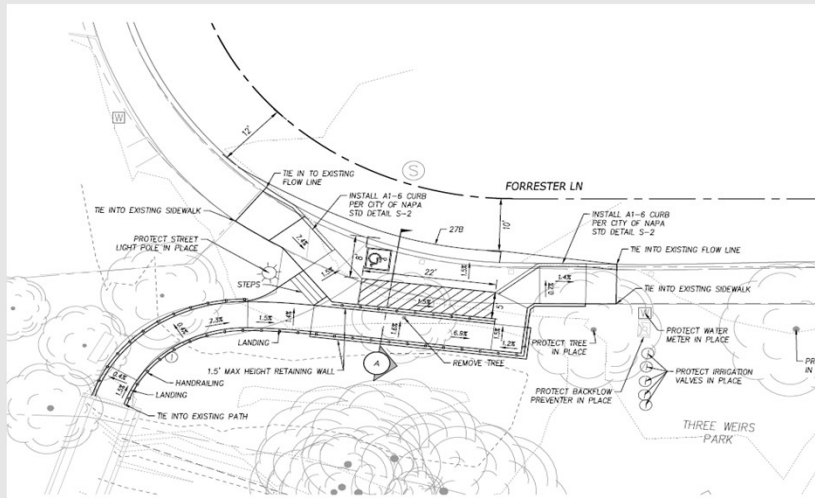 W
12'
S
FORRESTER LN
TIE IN TO EXISTING
FLOW LINE
INSTALL A1-6 CURB
PER CITY OF NAPA
STD DETAIL S-2
10'
TIE INTO EXISTING SIDEWALK
27B
INSTALL A1-6 CURB
PER CITY OF NAPA
STD DETAIL S-2
PROTECT STREET
LIGHT POLE IN PLACE
7.4%
8'
TIE INTO EXISTING FLOW LINE
STEPS
22'
1.5%
1.4%
TIE INTO EXISTING SIDEWALK
1.5%
5'
2.3%
1.5%
6.9%
1.2%
LANDING
PROTECT TREE
IN PLACE
PROTECT WATER
METER IN PLACE
1.5' MAX HEIGHT RETAINING WALL
A
REMOVE TREE
PROTECT IRRIGATION
VALVES IN PLACE
HANDRAILING
0.4%
LANDING
PROTECT BACKFLOW
PREVENTER IN PLACE
TIE INTO EXISTING PATH
THREE WEIRS
PARK